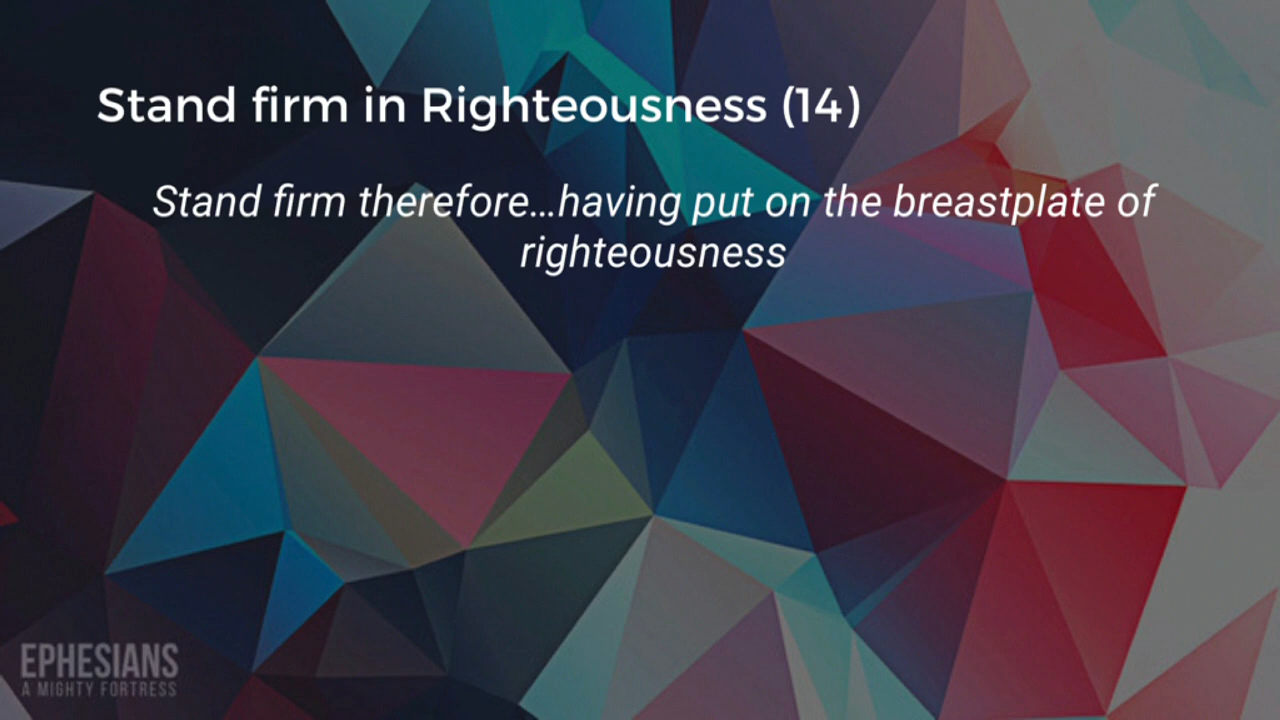 Stand firm in Righteousness (14)
Stand firm therefore...having put on the breastplate of
righteousness
EPHESIANS
A MIGHTY FORTRESS